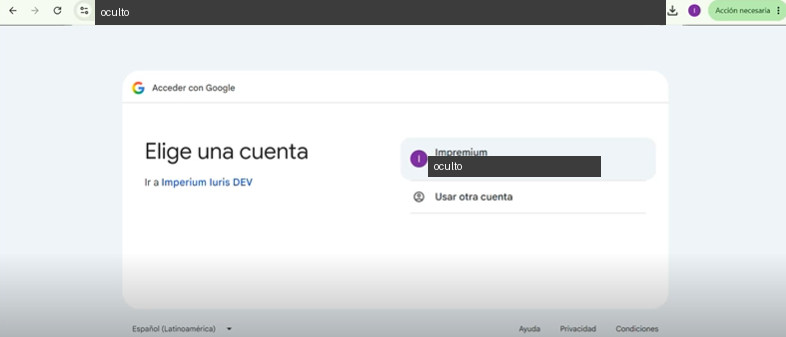 oculto
Acción necesaria
Acceder con Google
Elige una cuenta
Ir a Imperium Iuris DEV
I
Impremium
oculto
Usar otra cuenta
Español (Latinoamérica)
Ayuda
Privacidad
Condiciones